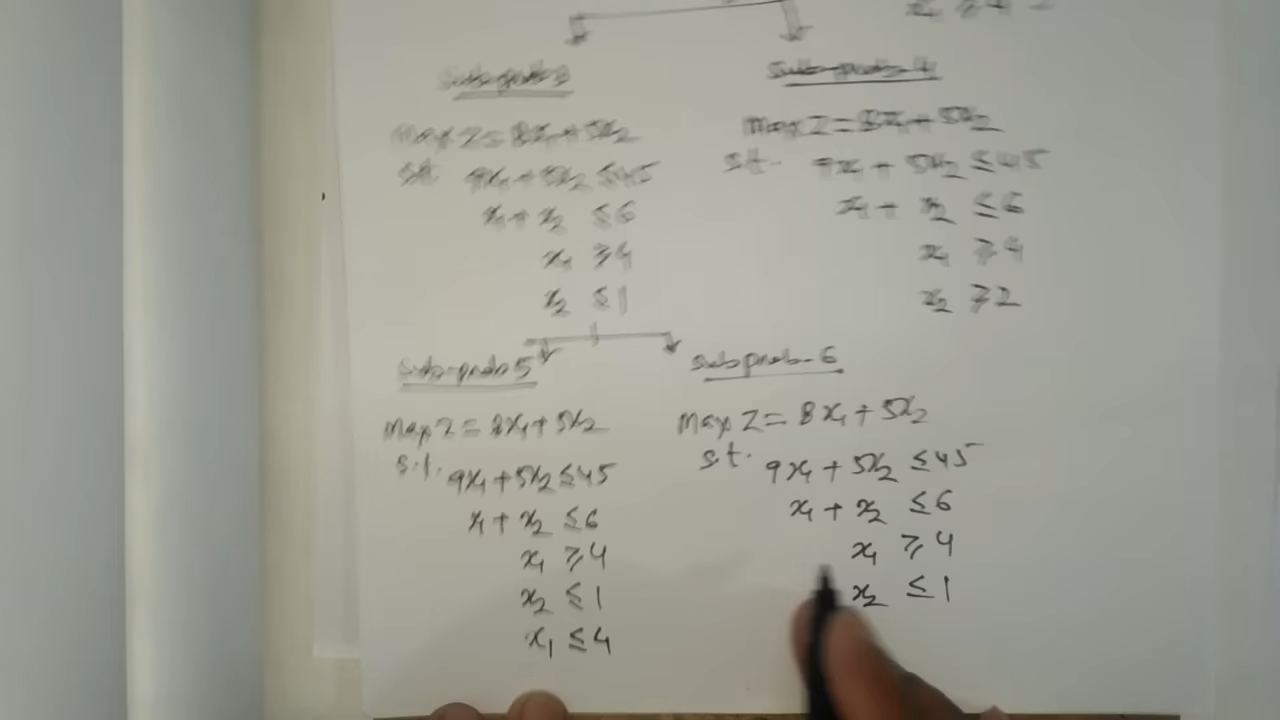 x₁ ≥ 4
Sub-prob 3
Max Z = 8x₁ + 5x₂
s.t. 9x₁ + 5x₂ ≤ 45
x₁ + x₂ ≤ 6
x₁ ≥ 4
x₂ ≤ 1
Sub-prob-4
Max Z = 8x₁ + 5x₂
s.t. 9x₁ + 5x₂ ≤ 45
x₁ + x₂ ≤ 6
x₁ ≥ 4
x₂ ≥ 2
Sub-prob 5
Max Z = 8x₁ + 5x₂
s.t. 9x₁ + 5x₂ ≤ 45
x₁ + x₂ ≤ 6
x₁ ≥ 4
x₂ ≤ 1
x₁ ≤ 4
Subprob-6
Max Z = 8x₁ + 5x₂
s.t. 9x₁ + 5x₂ ≤ 45
x₁ + x₂ ≤ 6
x₁ ≥ 4
x₂ ≤ 1